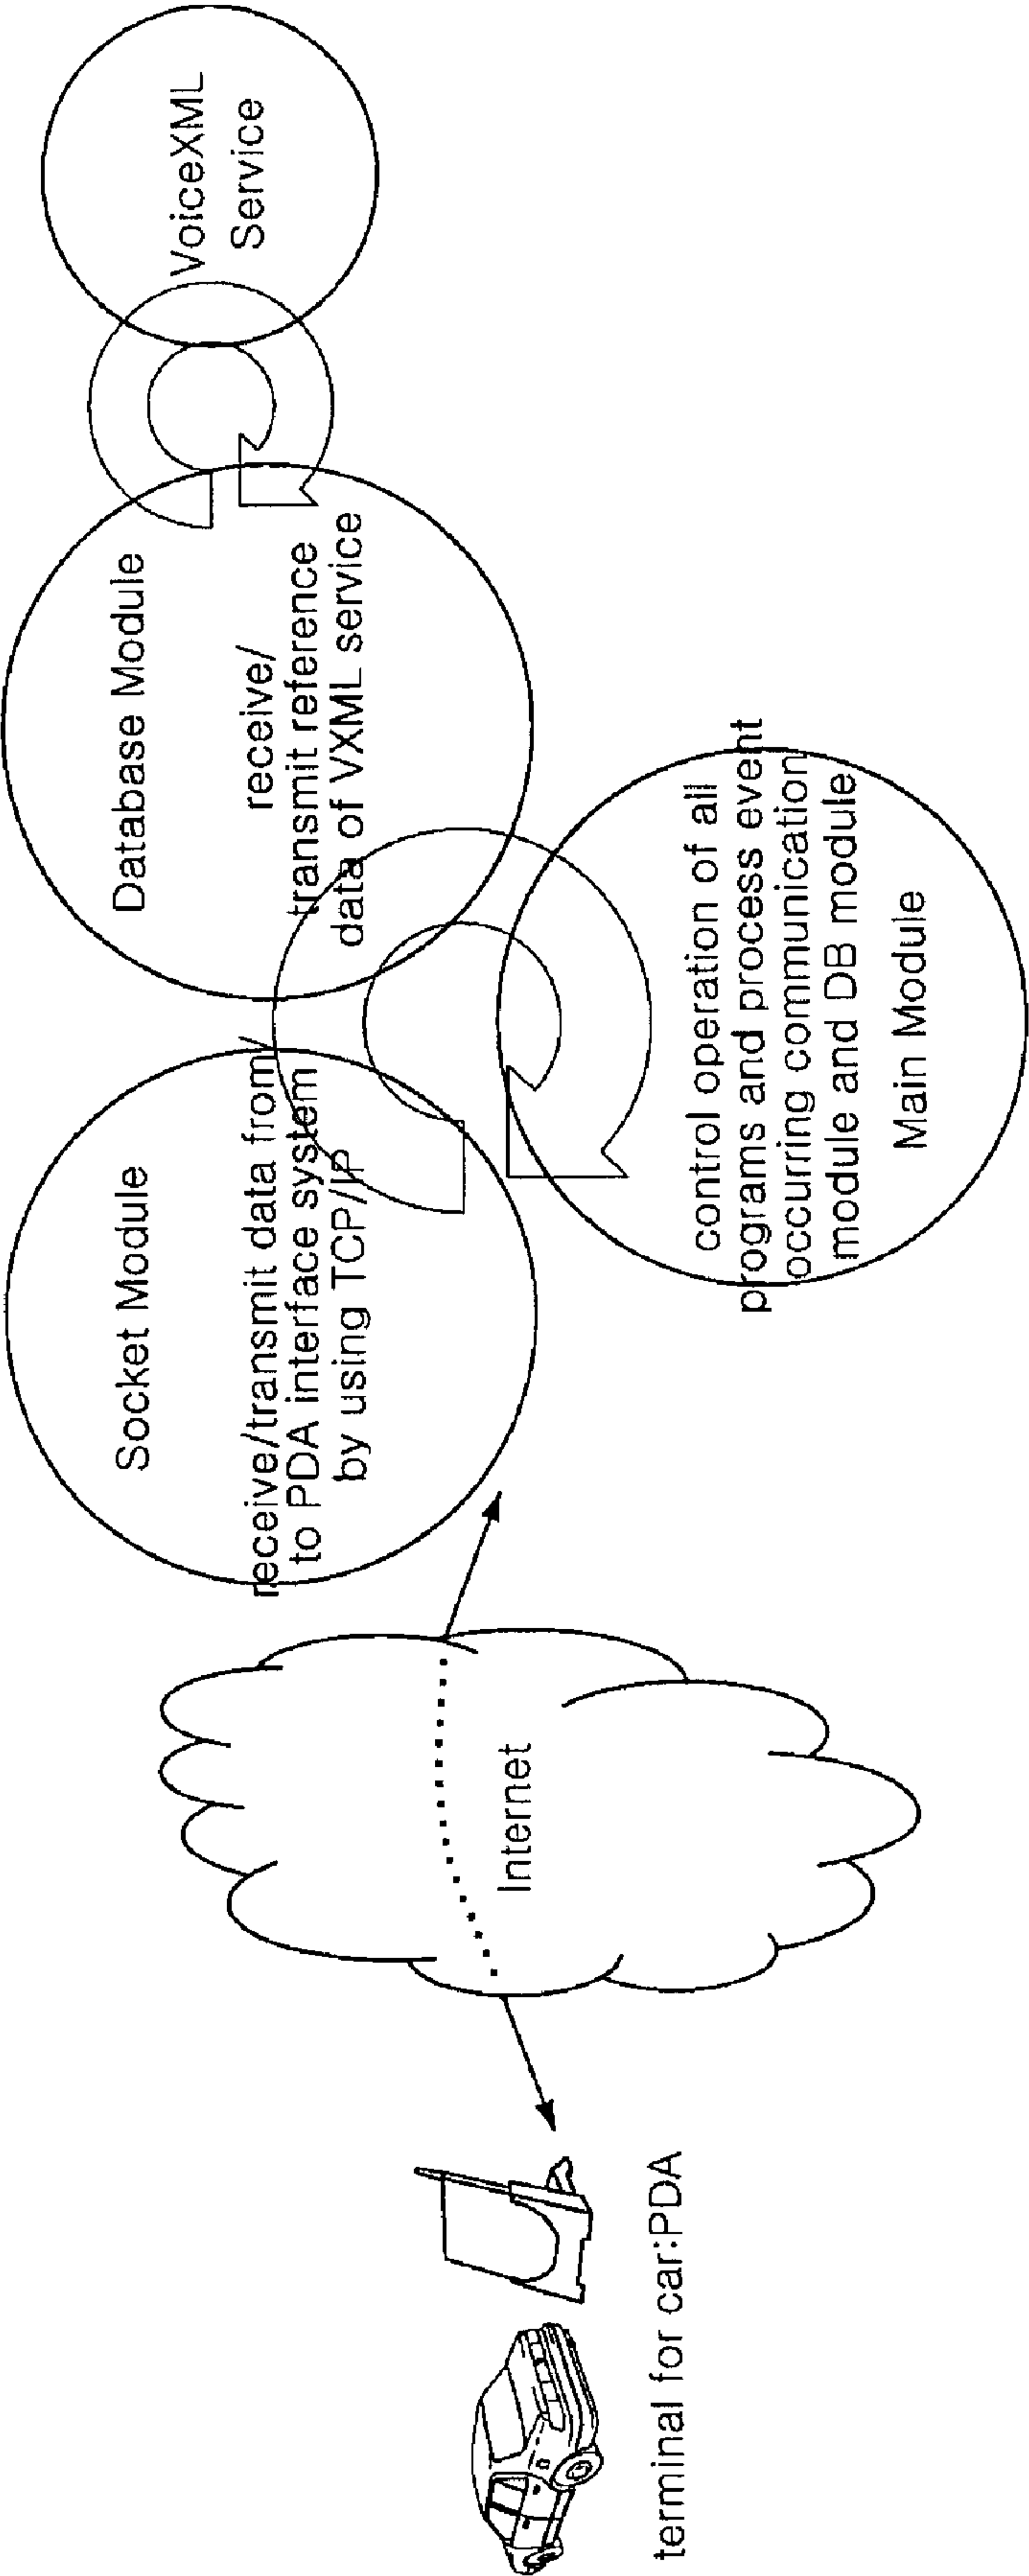 terminal for car:PDA
Internet
Socket Module
receive/transmit data from/
to PDA interface system
by using TCP/IP
Database Module
receive/
transmit reference
data of VXML service
VoiceXML
Service
control operation of all
programs and process event
occurring communication
module and DB module
Main Module